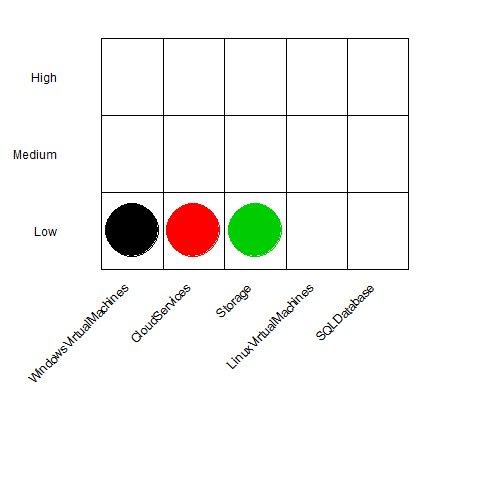 High
Medium
Low
WindowsVirtualMachines
CloudServices
Storage
LinuxVirtualMachines
SQLDatabase